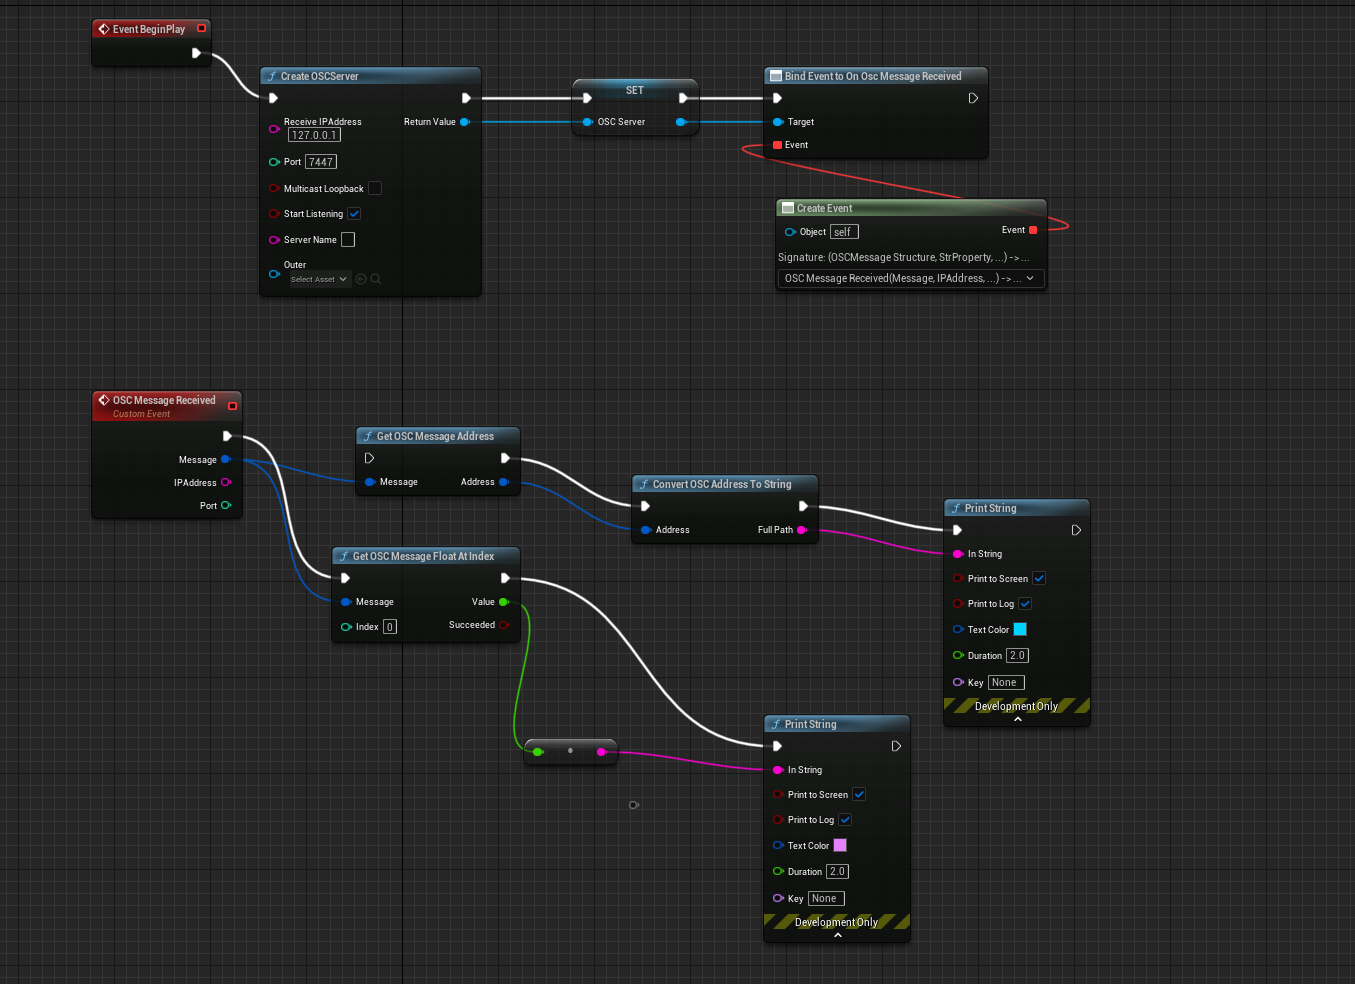 Event BeginPlay
Create OSCServer
Receive IPAddress
127.0.0.1
Return Value
Port 7447
Multicast Loopback
Start Listening
Server Name
Outer
Select Asset
SET
OSC Server
Bind Event to On Osc Message Received
Target
Event
Create Event
Object self
Event
Signature: (OSCMessage Structure, StrProperty, ...) -> ...
OSC Message Received(Message, IPAddress, ...) -> ...
OSC Message Received
Custom Event
Message
IPAddress
Port
Get OSC Message Address
Message Address
Convert OSC Address To String
Address Full Path
Print String
In String
Print to Screen
Print to Log
Text Color
Duration 2.0
Key None
Development Only
Get OSC Message Float At Index
Message Value
Index 0 Succeeded
Print String
In String
Print to Screen
Print to Log
Text Color
Duration 2.0
Key None
Development Only